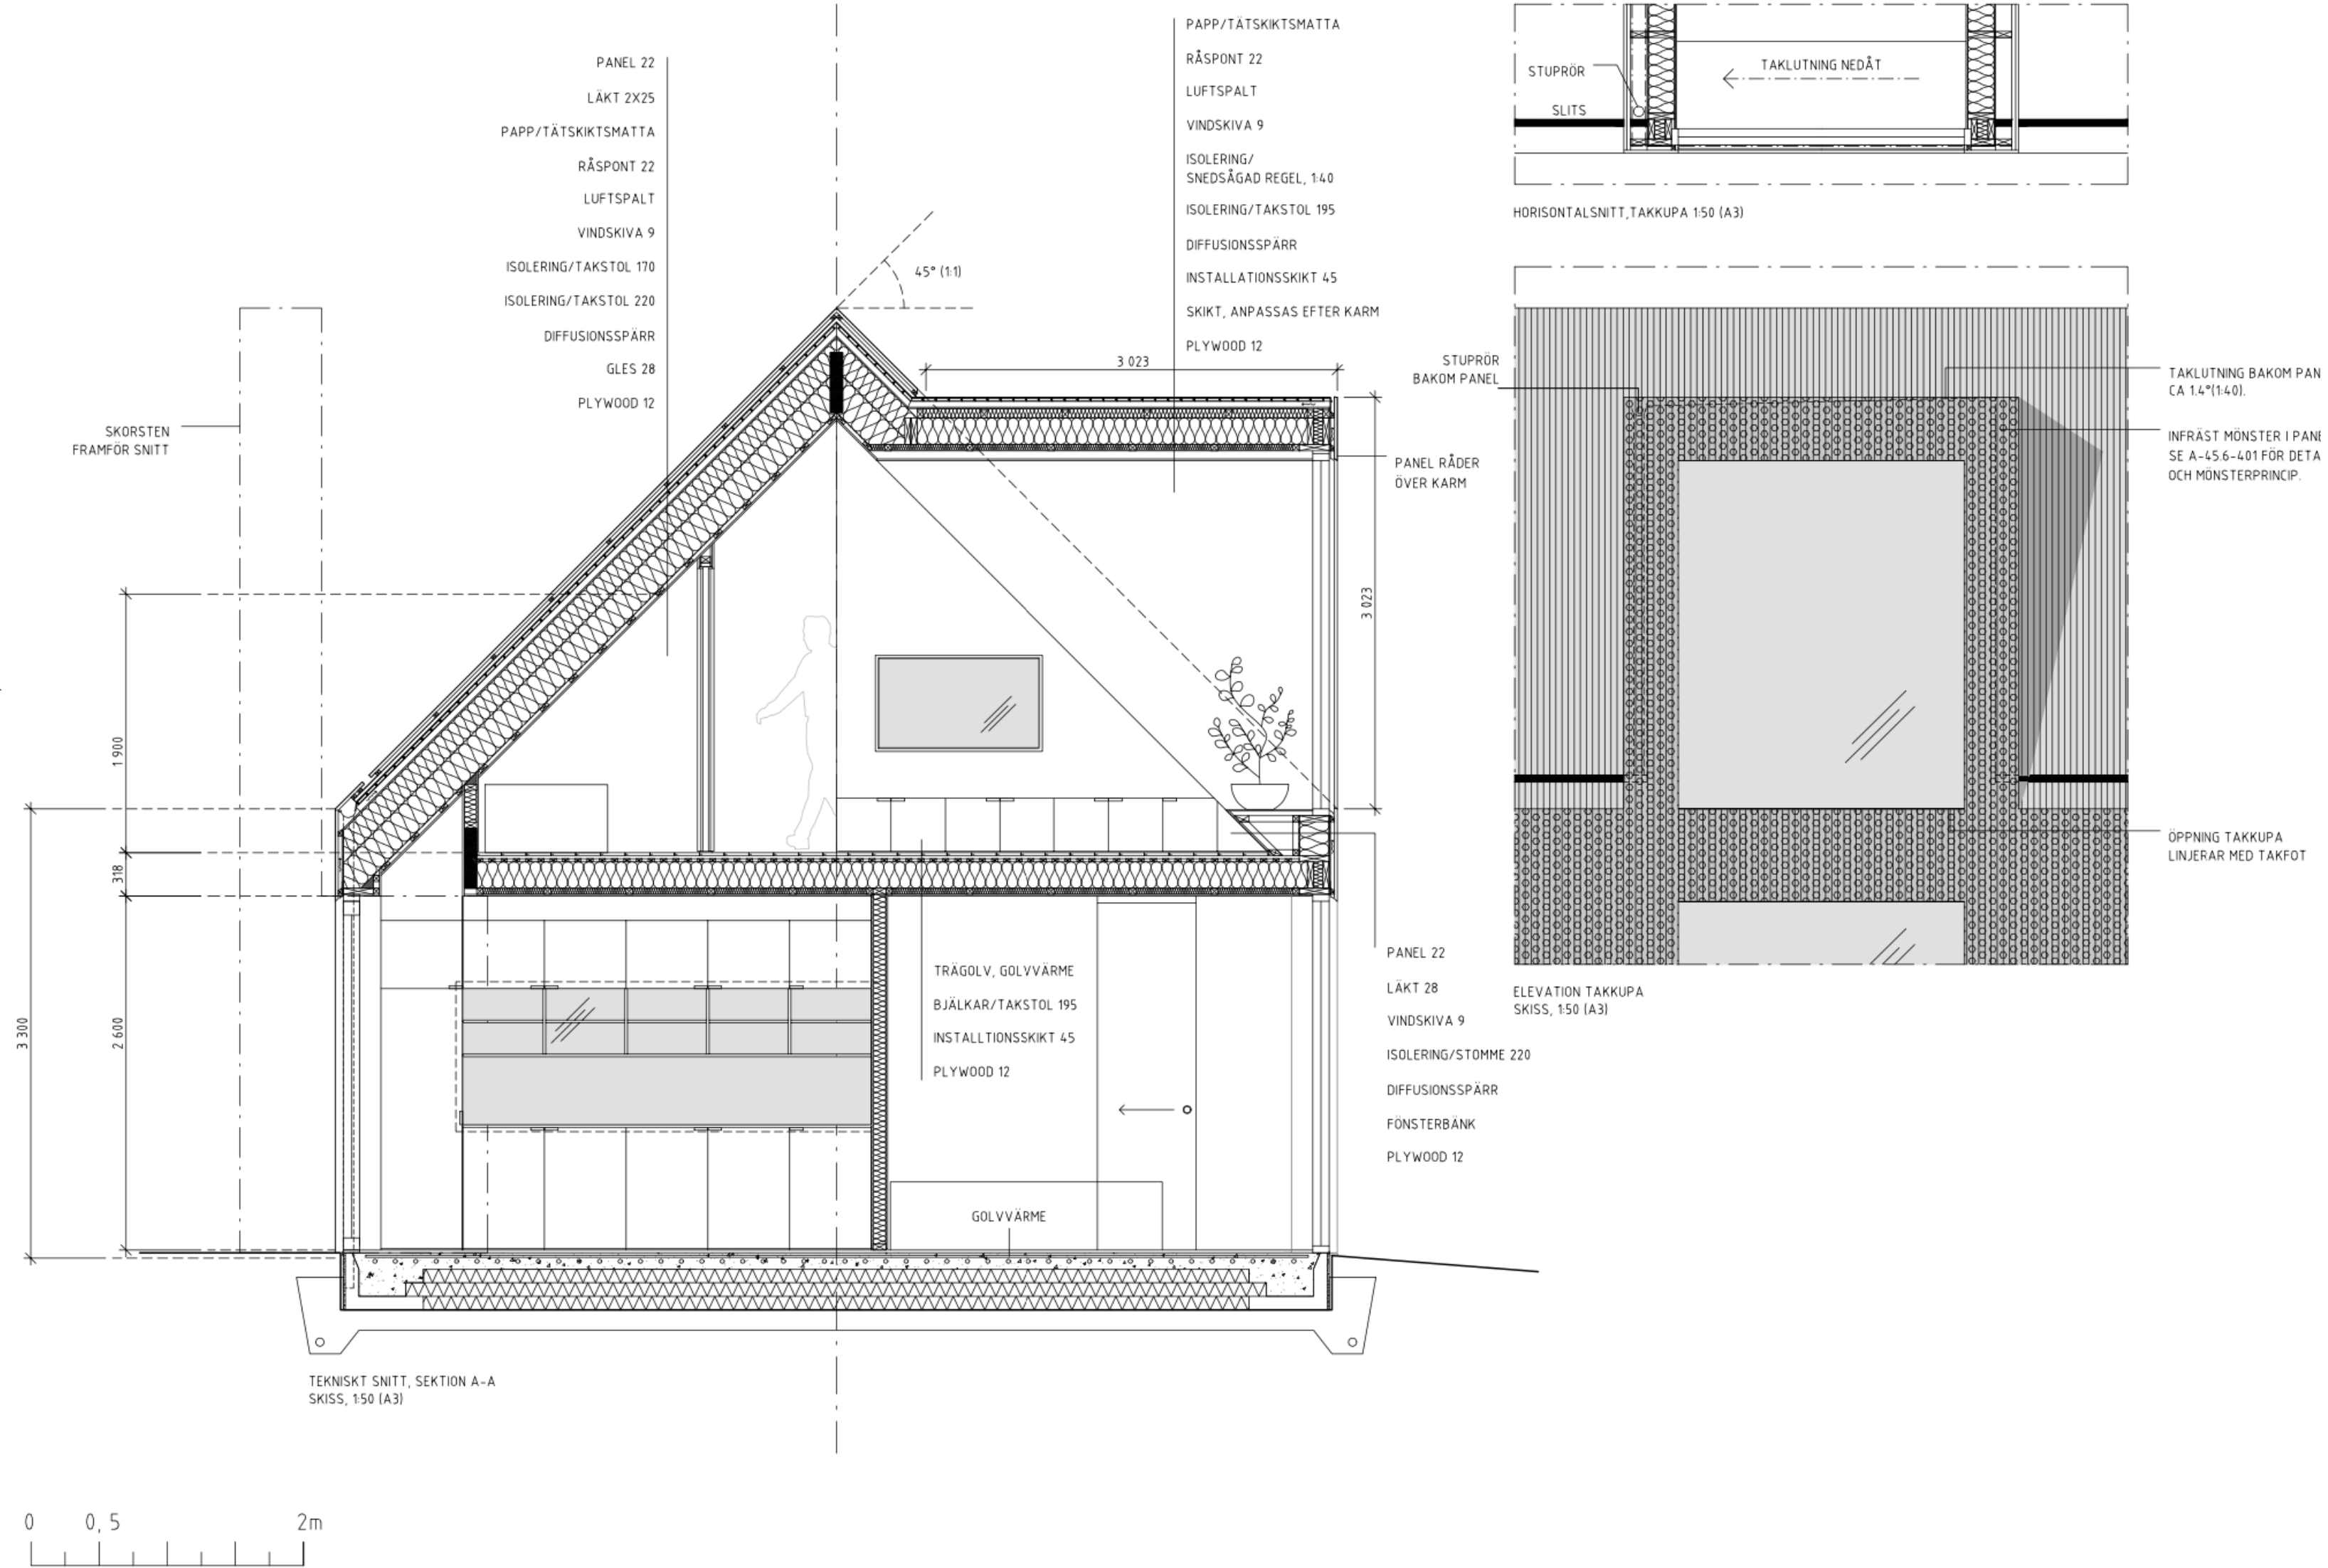 PANEL 22
LÄKT 2X25
PAPP/TÄTSKIKTSMATTA
RÅSPONT 22
LUFTSPALT
VINDSKIVA 9
ISOLERING/TAKSTOL 170
ISOLERING/TAKSTOL 220
DIFFUSIONSSPÄRR
GLES 28
PLYWOOD 12
SKORSTEN
FRAMFÖR SNITT
45° (1:1)
PAPP/TÄTSKIKTSMATTA
RÅSPONT 22
LUFTSPALT
VINDSKIVA 9
ISOLERING/
SNEDSÅGAD REGEL, 1:40
ISOLERING/TAKSTOL 195
DIFFUSIONSSPÄRR
INSTALLATIONSSKIKT 45
SKIKT, ANPASSAS EFTER KARM
PLYWOOD 12
3 023
3 023
PANEL RÅDER
ÖVER KARM
1 900
318
2 600
3 300
TRÄGOLV, GOLVVÄRME
BJÄLKAR/TAKSTOL 195
INSTALLTIONSSKIKT 45
PLYWOOD 12
GOLVVÄRME
PANEL 22
LÄKT 28
VINDSKIVA 9
ISOLERING/STOMME 220
DIFFUSIONSSPÄRR
FÖNSTERBÄNK
PLYWOOD 12
TEKNISKT SNITT, SEKTION A-A
SKISS, 1:50 (A3)
0 0,5 2m
STUPRÖR
SLITS
TAKLUTNING NEDÅT
HORISONTALSNITT,TAKKUPA 1:50 (A3)
STUPRÖR
BAKOM PANEL
TAKLUTNING BAKOM PAN
CA 1.4°(1:40).
INFRÄST MÖNSTER I PANE
SE A-45.6-401 FÖR DETA
OCH MÖNSTERPRINCIP.
ÖPPNING TAKKUPA
LINJERAR MED TAKFOT
ELEVATION TAKKUPA
SKISS, 1:50 (A3)